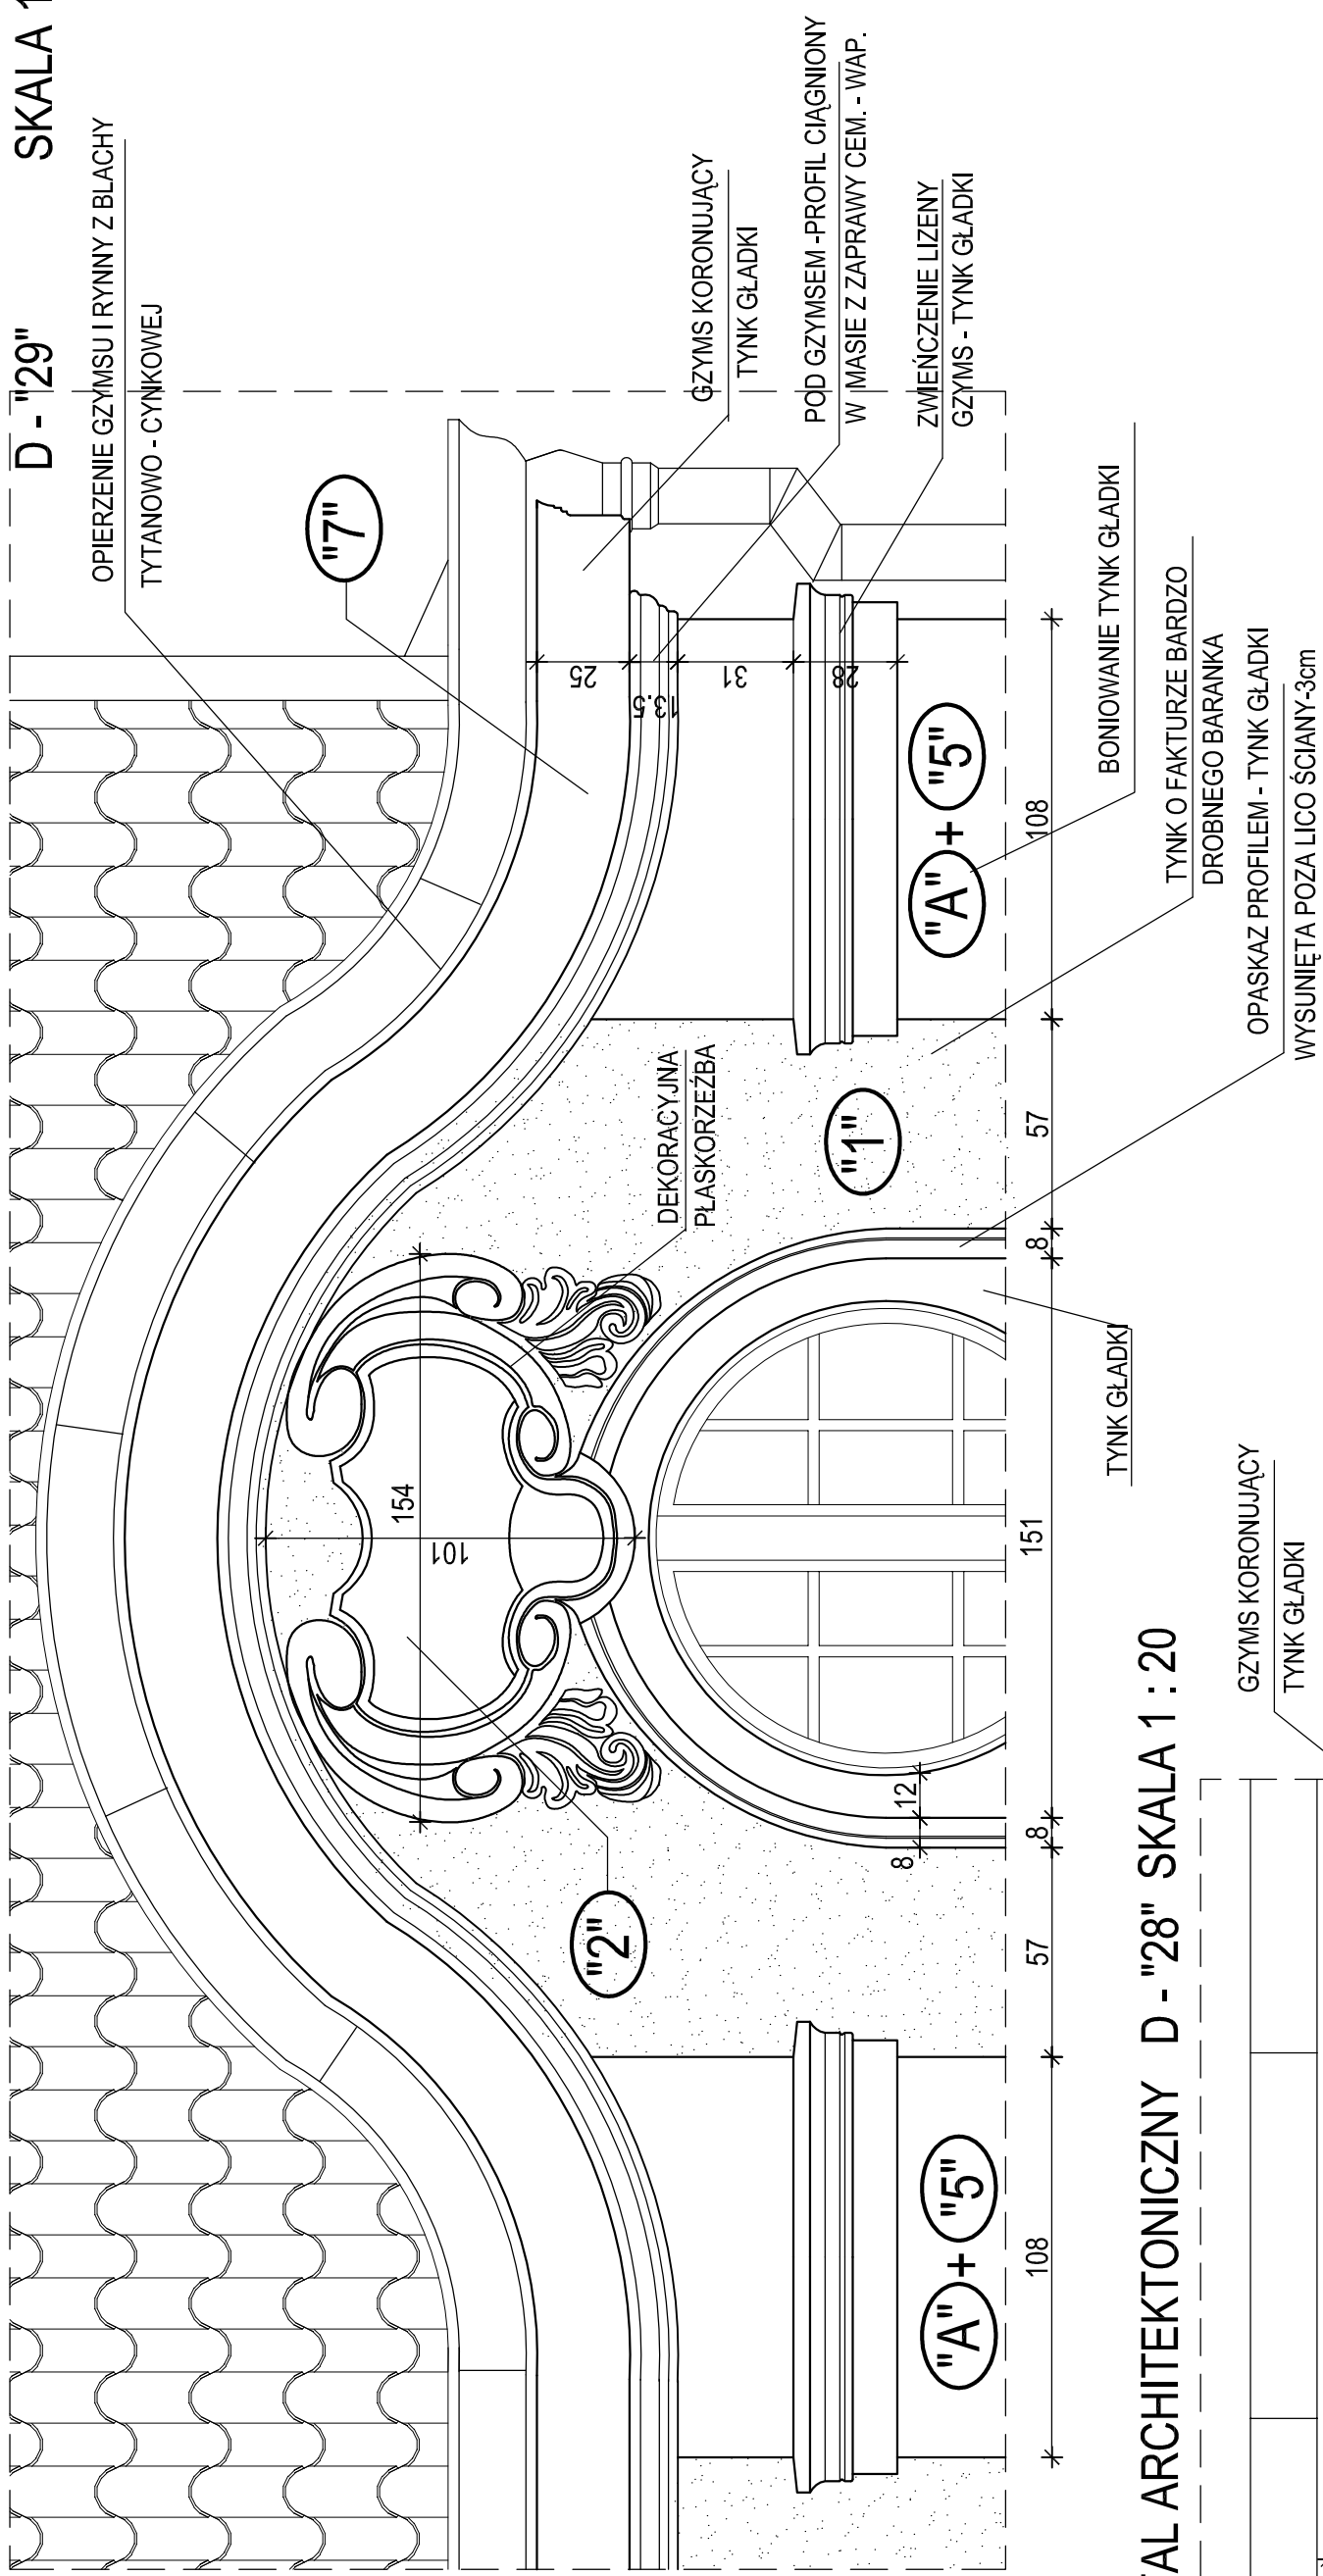 D - "29"
SKALA 1
OPIERZENIE GZYMSU I RYNNY Z BLACHY
TYTANOWO - CYNKOWEJ
"7"
GZYMS KORONUJĄCY
TYNK GŁADKI
POD GZYMSEM -PROFIL CIĄGNIONY
W MASIE Z ZAPRAWY CEM. - WAP.
ZWIEŃCZENIE LIZENY
GZYMS - TYNK GŁADKI
25
13.5
31
28
"A" + "5"
BONIOWANIE TYNK GŁADKI
TYNK O FAKTURZE BARDZO
DROBNEGO BARANKA
OPASKAZ PROFILEM - TYNK GŁADKI
WYSUNIĘTA POZA LICO ŚCIANY-3cm
DEKORACYJNA
PŁASKORZEŹBA
"1"
154
101
"2"
TYNK GŁADKI
12
8
"A" + "5"
108
57
8
151
8
57
108
TAL ARCHITEKTONICZNY D - "28" SKALA 1 : 20
GZYMS KORONUJĄCY
TYNK GŁADKI